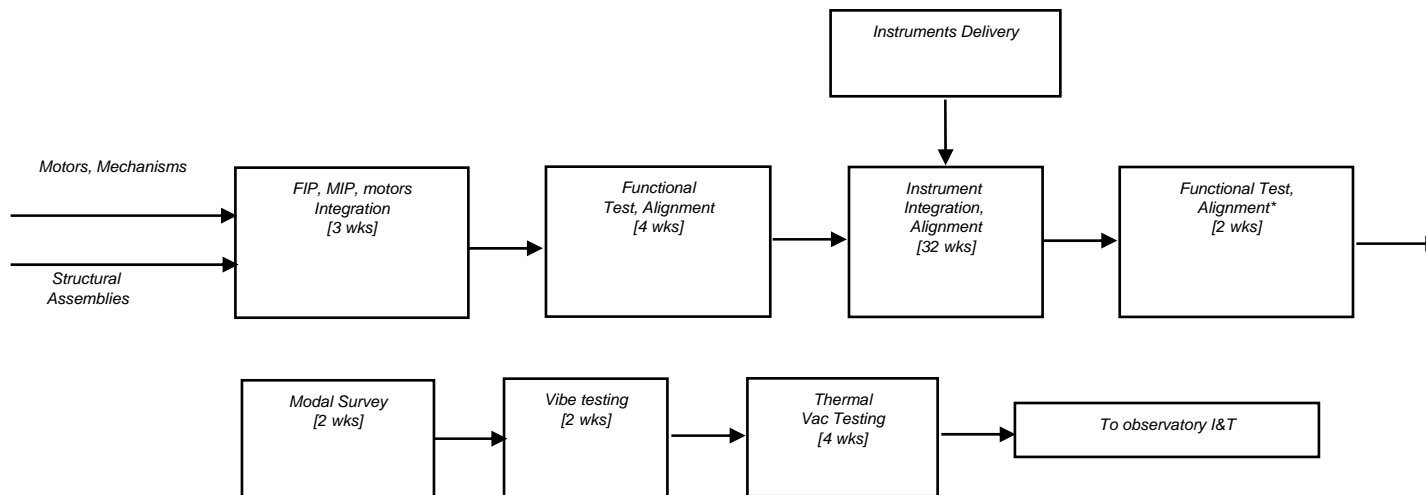 Instruments Delivery
Motors, Mechanisms
FIP, MIP, motors
Integration
[3 wks]
Functional
Test, Alignment
[4 wks]
Instrument
Integration,
Alignment
[32 wks]
Functional Test,
Alignment*
[2 wks]
Structural
Assemblies
Modal Survey
[2 wks]
Vibe testing
[2 wks]
Thermal
Vac Testing
[4 wks]
To observatory I&T